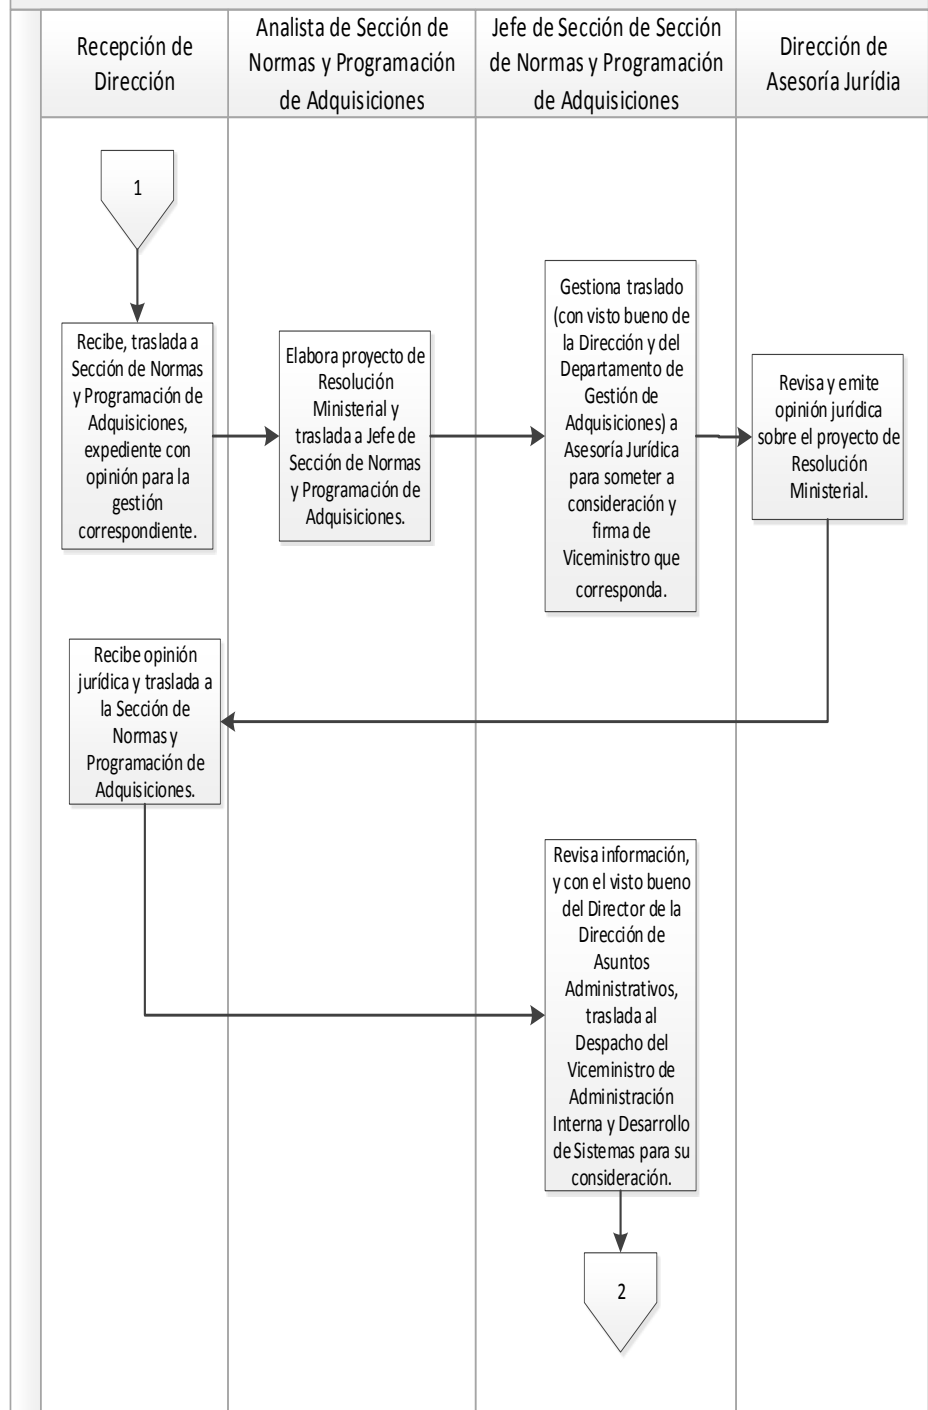 Recepción de
Dirección
Analista de Sección de
Normas y Programación
de Adquisiciones
Jefe de Sección de Sección
de Normas y Programación
de Adquisiciones
Dirección de
Asesoría Jurídia
1
Recibe, traslada a
Sección de Normas
y Programación de
Adquisiciones,
expediente con
opinión para la
gestión
correspondiente.
Elabora proyecto de
Resolución
Ministerial y
traslada a Jefe de
Sección de Normas
y Programación de
Adquisiciones.
Gestiona traslado
(con visto bueno de
la Dirección y del
Departamento de
Gestión de
Adquisiciones) a
Asesoría Jurídica
para someter a
consideración y
firma de
Viceministro que
corresponda.
Revisa y emite
opinión jurídica
sobre el proyecto de
Resolución
Ministerial.
Recibe opinión
jurídica y traslada a
la Sección de
Normas y
Programación de
Adquisiciones.
Revisa información,
y con el visto bueno
del Director de la
Dirección de
Asuntos
Administrativos,
traslada al
Despacho del
Viceministro de
Administración
Interna y Desarrollo
de Sistemas para su
consideración.
2